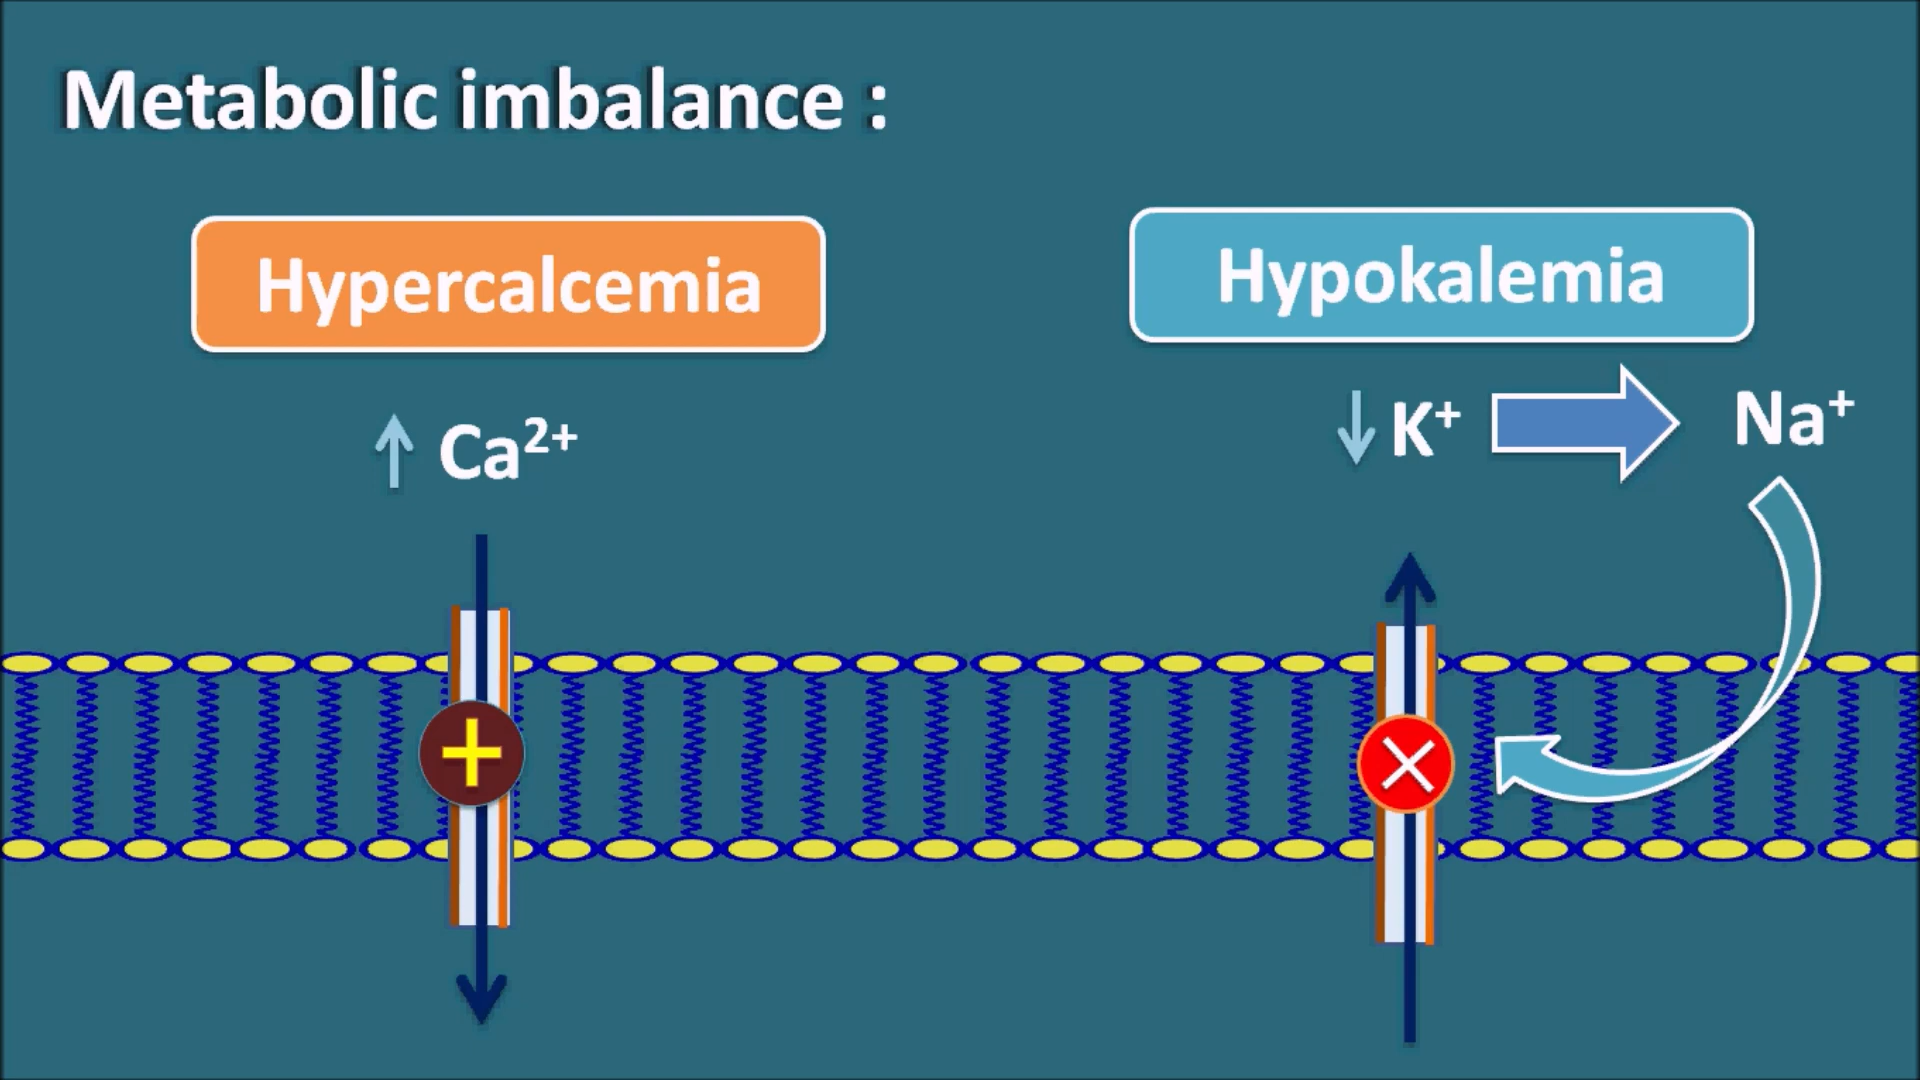 Metabolic imbalance :
Hypercalcemia
Hypokalemia
↑ Ca²⁺
↓ K⁺
Na⁺